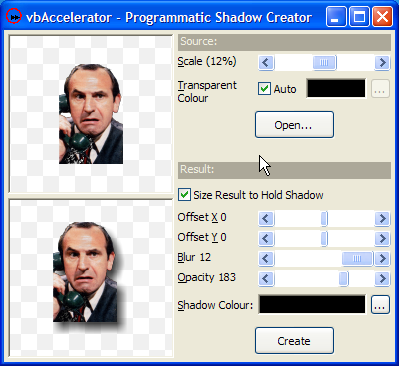 vbAccelerator - Programmatic Shadow Creator
Source:
Scale (12%)
Transparent
Colour
Auto
...
Open...
Result:
Size Result to Hold Shadow
Offset X 0
Offset Y 0
Blur 12
Opacity 183
Shadow Colour:
...
Create